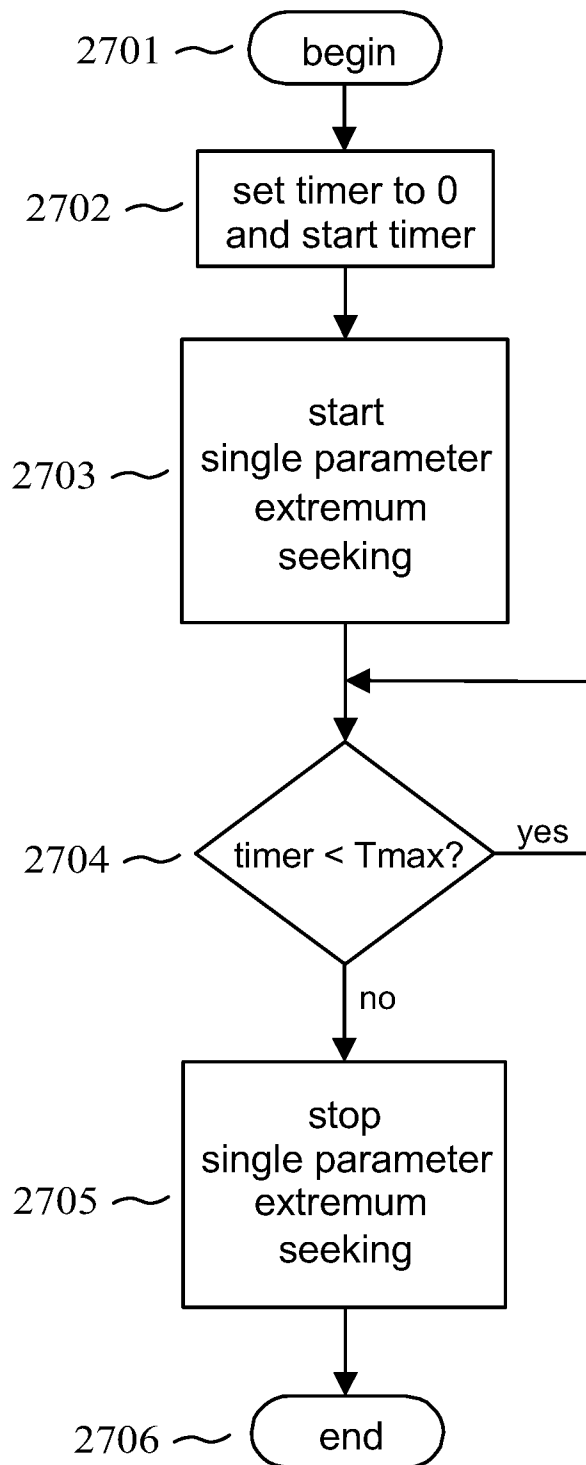 2701
begin
2702
set timer to 0
and start timer
2703
start
single parameter
extremum
seeking
2704
timer < Tmax?
yes
no
2705
stop
single parameter
extremum
seeking
2706
end